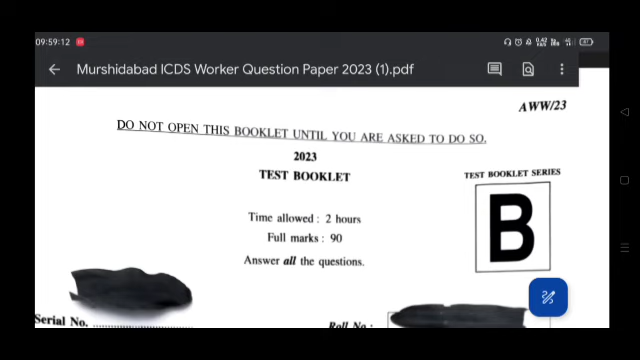 09:59:12
Murshidabad ICDS Worker Question Paper 2023 (1).pdf
AWW/23
DO NOT OPEN THIS BOOKLET UNTIL YOU ARE ASKED TO DO SO.
2023
TEST BOOKLET
TEST BOOKLET SERIES
B
Time allowed : 2 hours
Full marks : 90
Answer all the questions.
Serial No.
Roll No :